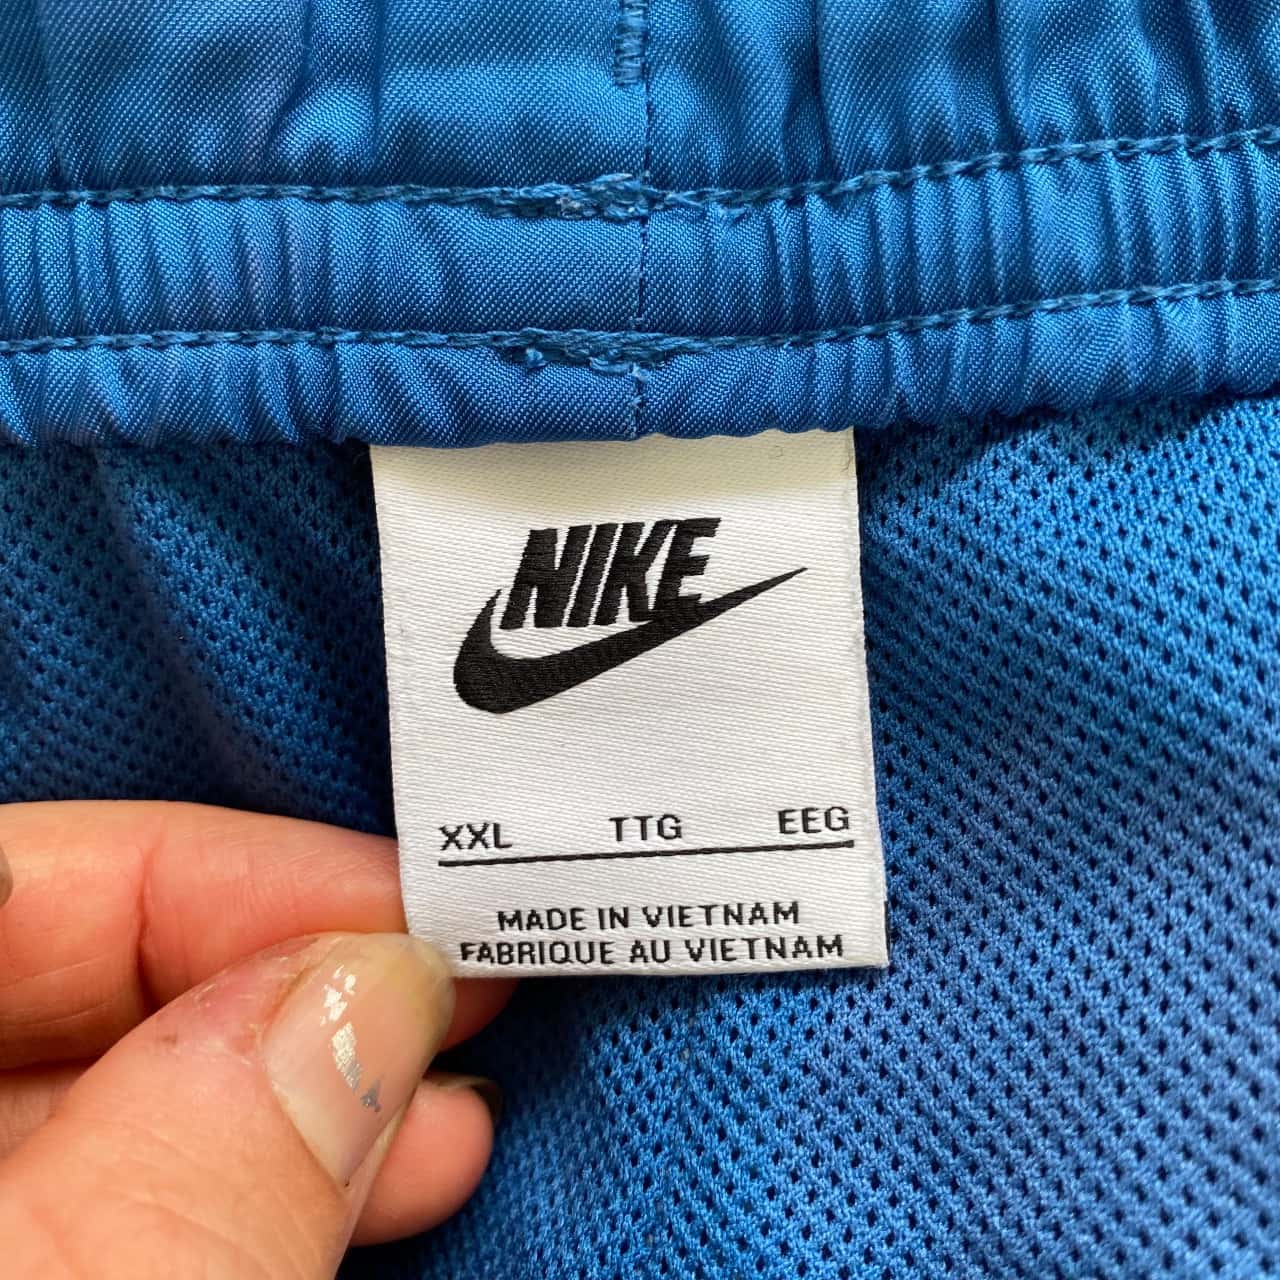 NIKE
XXL TTG EEG
MADE IN VIETNAM
FABRIQUE AU VIETNAM